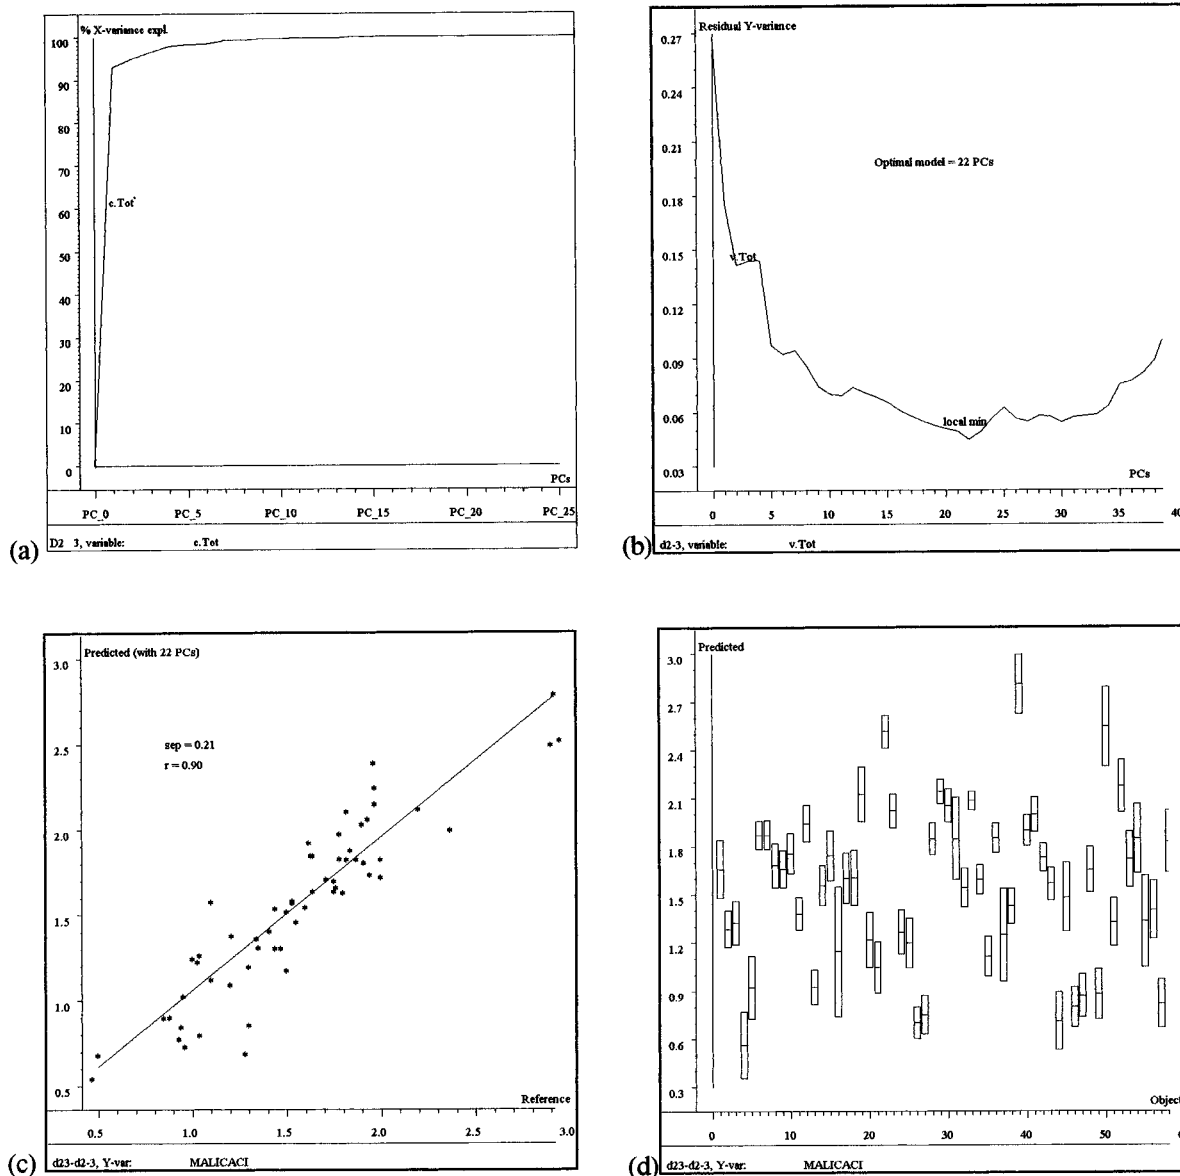 % X-variance expl.
100
90
80
70
60
50
40
30
20
10
0
c.Tot
PCs
PC_0 PC_5 PC_10 PC_15 PC_20 PC_25
D2 3, variable: c.Tot
(a)
Residual Y-variance
0.27
0.24
0.21
0.15
0.12
0.09
0.06
0.03
Optimal model = 22 PCs
v.Tot
local min
PCs
0 5 10 15 20 25 30 35 40
d2-3, variable: v.Tot
(b)
Predicted (with 22 PCs)
3.0
2.5
2.0
1.5
1.0
0.5
sep = 0.21
r = 0.90
Reference
0.5 1.0 1.5 2.0 2.5 3.0
d23-d2-3, Y-var: MALICACI
(c)
Predicted
3.0
2.7
2.4
2.1
1.8
1.5
1.2
0.9
0.6
0.3
Object
0 10 20 30 40 50
d23-d2-3, Y-var: MALICACI
(d)